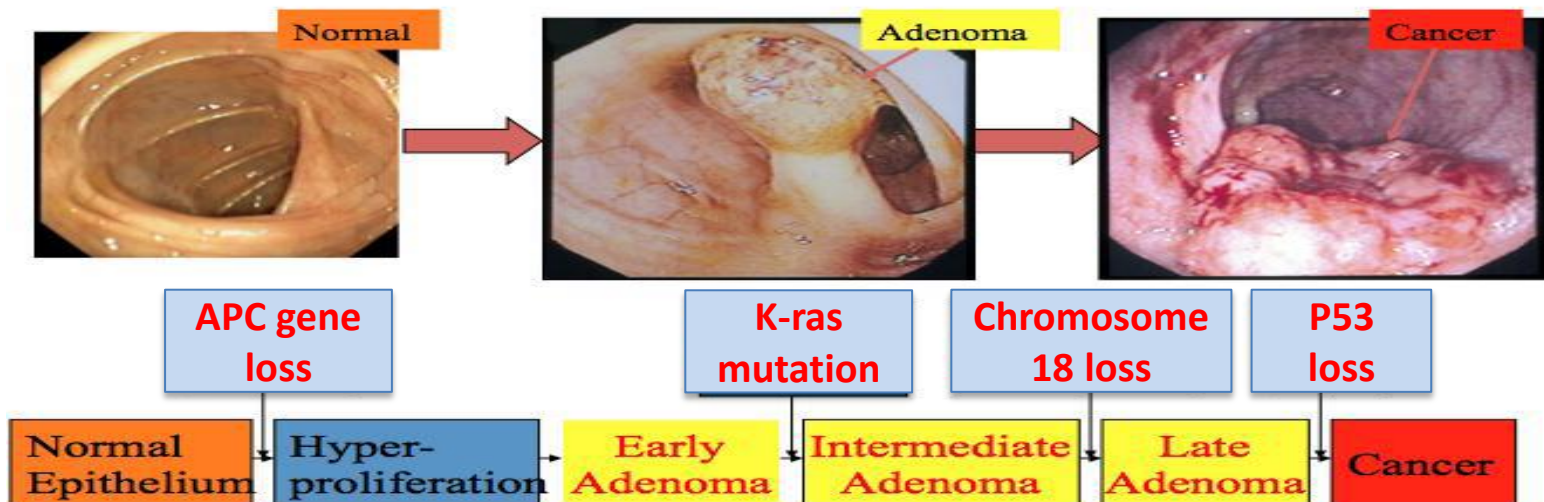 Normal
Adenoma
Cancer
APC gene
loss
K-ras
mutation
Chromosome
18 loss
P53
loss
Normal
Epithelium
Hyper-
proliferation
Early
Adenoma
Intermediate
Adenoma
Late
Adenoma
Cancer